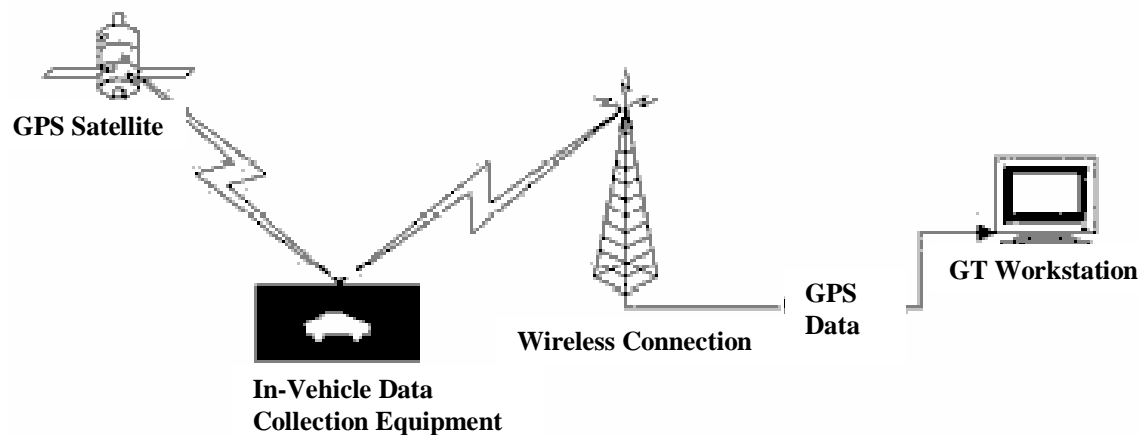 GPS Satellite
GT Workstation
GPS
Data
Wireless Connection
In-Vehicle Data
Collection Equipment